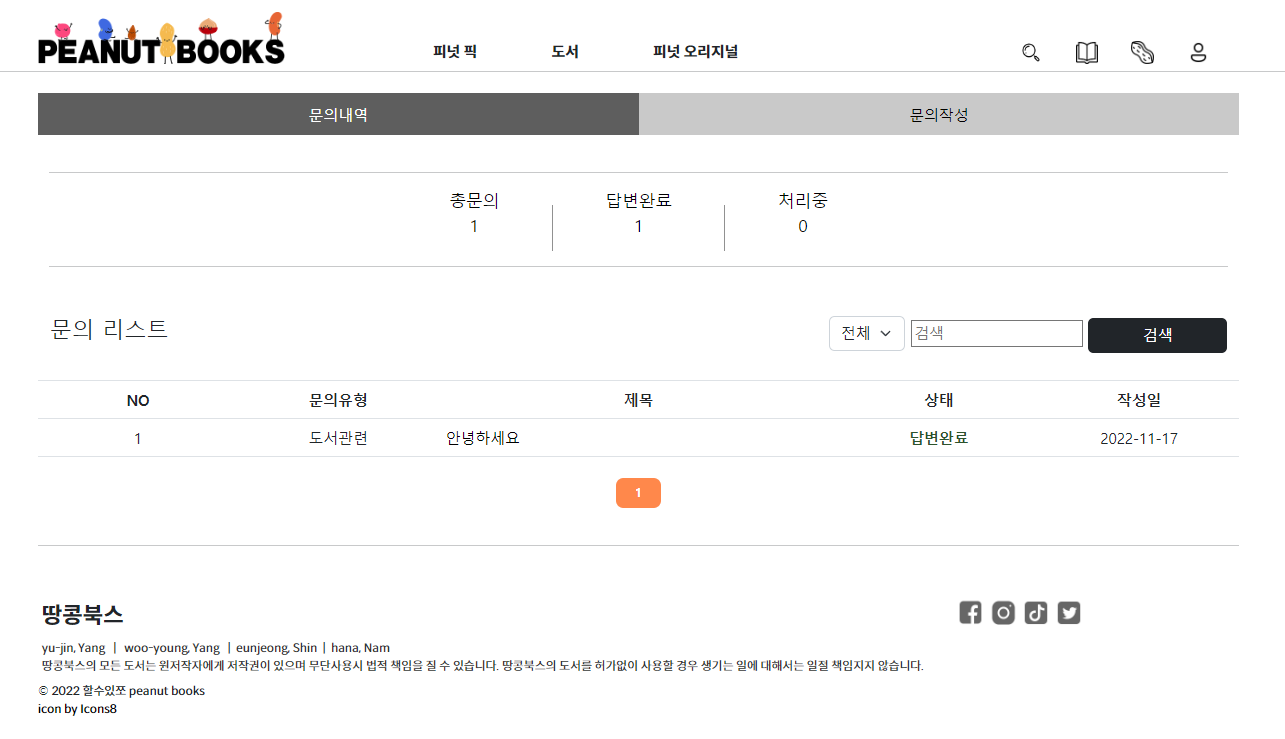 PEANUT BOOKS
피넛 픽 도서 피넛 오리지널
문의내역 문의작성
총문의 답변완료 처리중
1 1 0
문의 리스트 전체 검색 검색
NO 문의유형 제목 상태 작성일
1 도서관련 안녕하세요 답변완료 2022-11-17
1
땅콩북스
yu-jin, Yang | woo-young, Yang | eunjeong, Shin | hana, Nam
땅콩북스의 모든 도서는 원저작자에게 저작권이 있으며 무단사용시 법적 책임을 질 수 있습니다. 땅콩북스의 도서를 허가없이 사용할 경우 생기는 일에 대해서는 일절 책임지지 않습니다.
© 2022 할수있쪼 peanut books
icon by Icons8